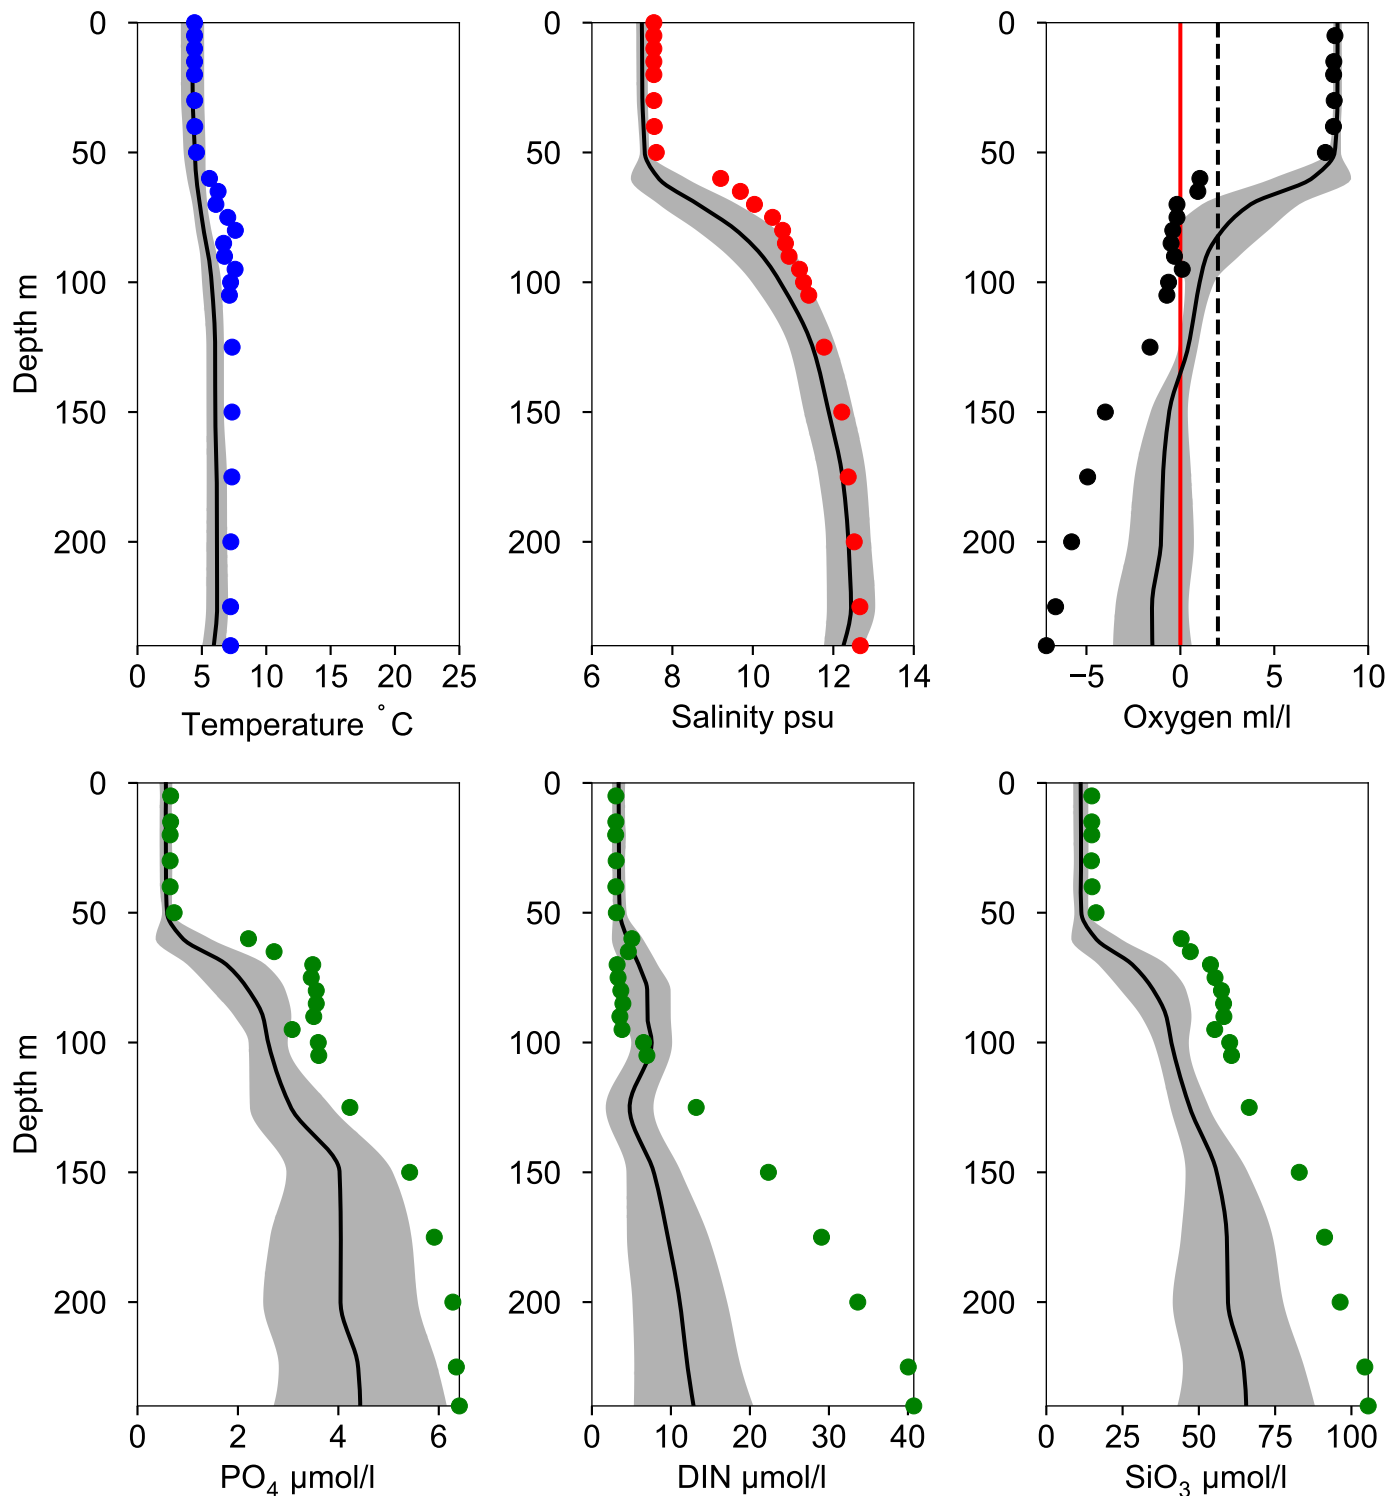 0
50
100
150
200
Depth m
0 5 10 15 20 25
Temperature ˚C
0
50
100
150
200
6 8 10 12 14
Salinity psu
0
50
100
150
200
−5 0 5 10
Oxygen ml/l
0
50
100
150
200
Depth m
0 2 4 6
PO₄ μmol/l
0
50
100
150
200
0 10 20 30 40
DIN μmol/l
0
50
100
150
200
0 25 50 75 100
SiO₃ μmol/l